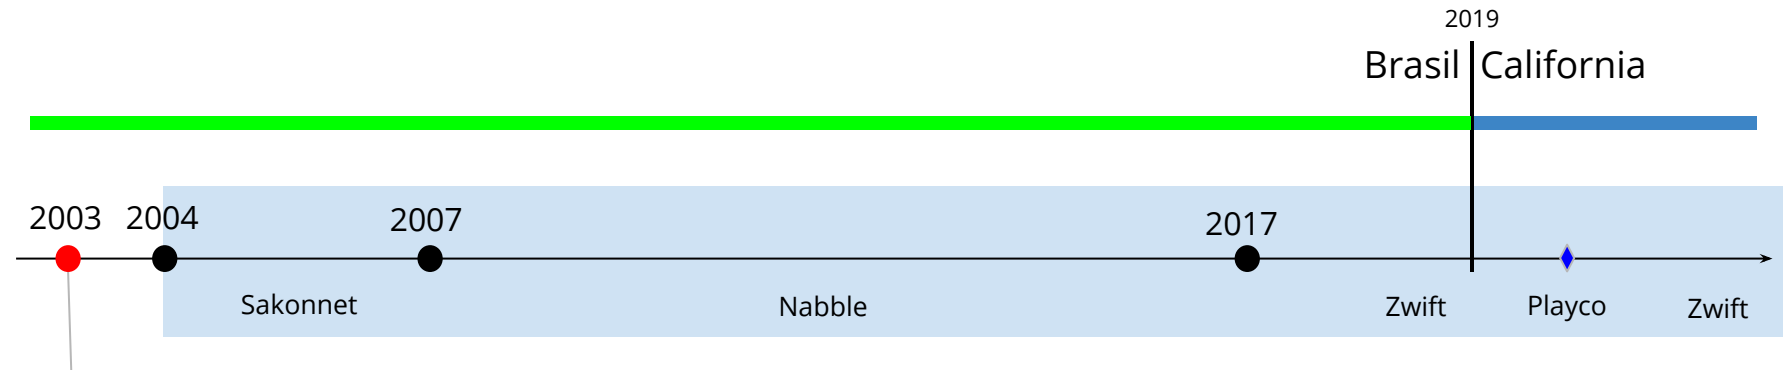 2019
Brasil California
2003 2004 2007 2017
Sakonnet Nabble Zwift Playco Zwift